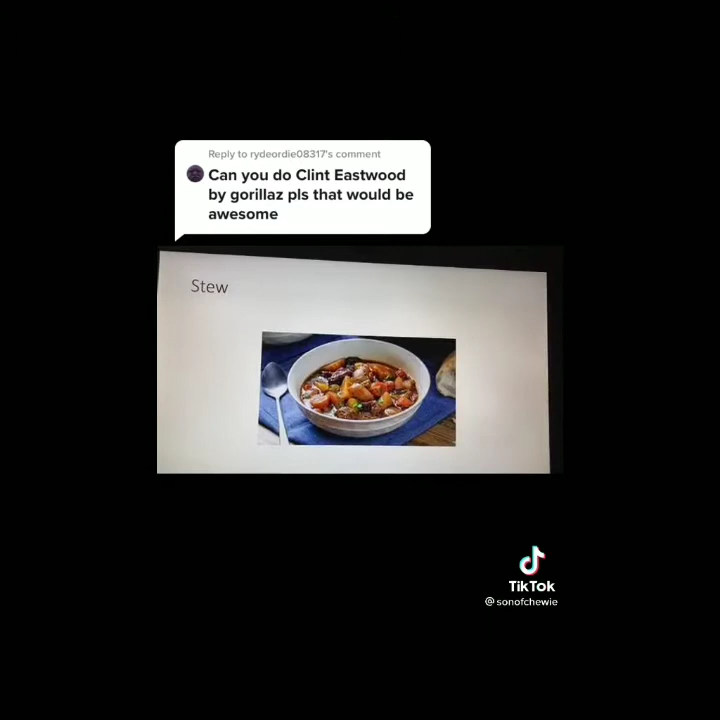 Reply to rydeordie08317's comment
Can you do Clint Eastwood
by gorillaz pls that would be
awesome
Stew
TikTok
@sonofchewie